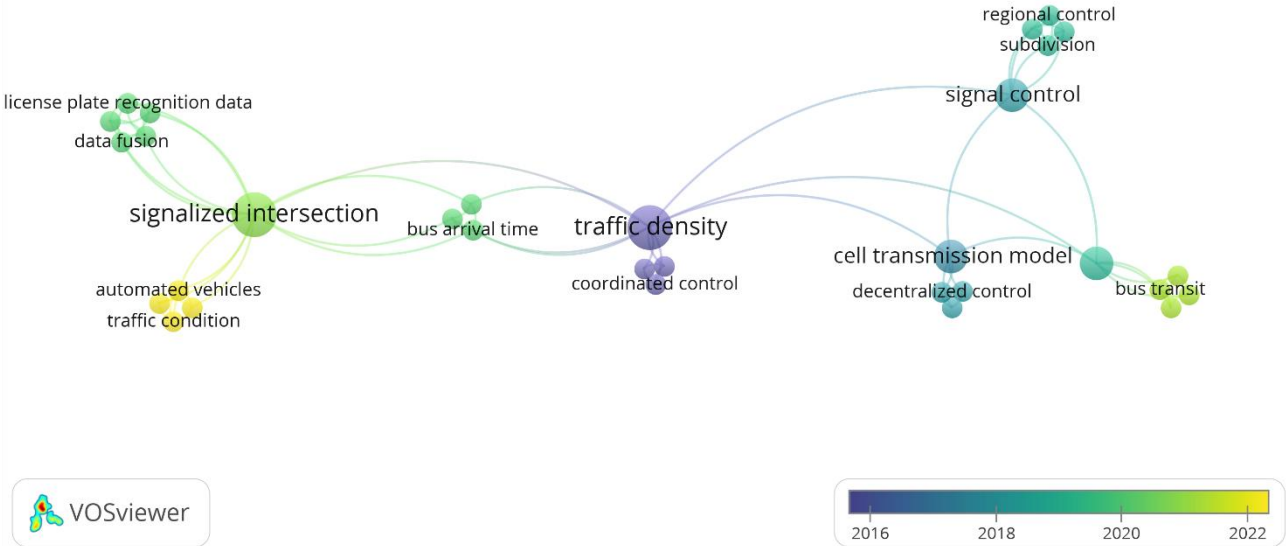 regional control
subdivision
signal control
license plate recognition data
data fusion
signalized intersection
bus arrival time
traffic density
coordinated control
cell transmission model
decentralized control
bus transit
automated vehicles
traffic condition
VOSviewer
2016
2018
2020
2022